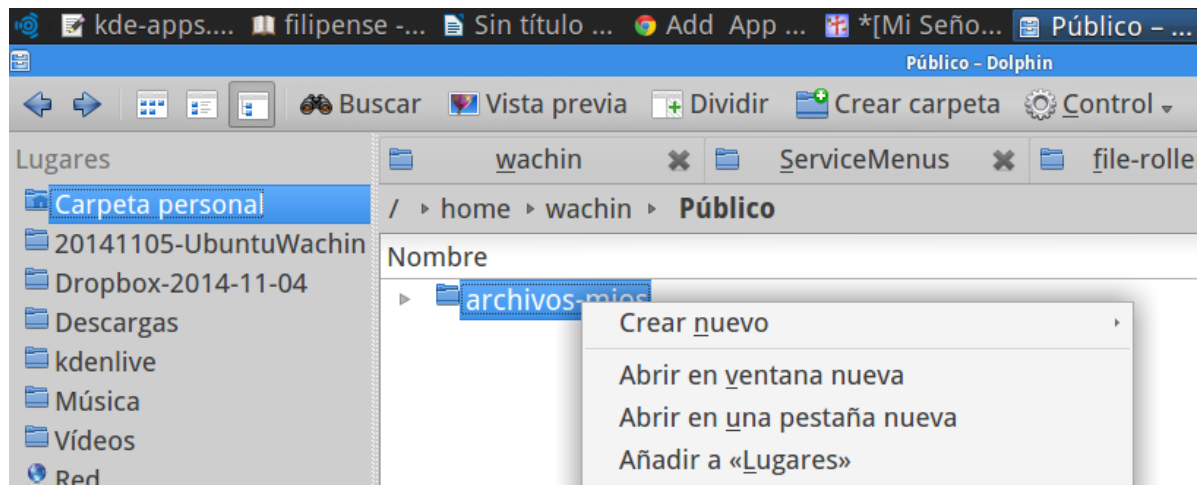 kde-apps.... filipense -... Sin título ... Add App ... *[Mi Seño... Público – ...
Público – Dolphin
Buscar Vista previa Dividir Crear carpeta Control
Lugares
wachin ServiceMenus file-rolle
Carpeta personal
/ home wachin Público
20141105-UbuntuWachin
Nombre
Dropbox-2014-11-04
archivos-mios
Descargas
Crear nuevo
kdenlive
Abrir en ventana nueva
Música
Abrir en una pestaña nueva
Vídeos
Añadir a «Lugares»
Red